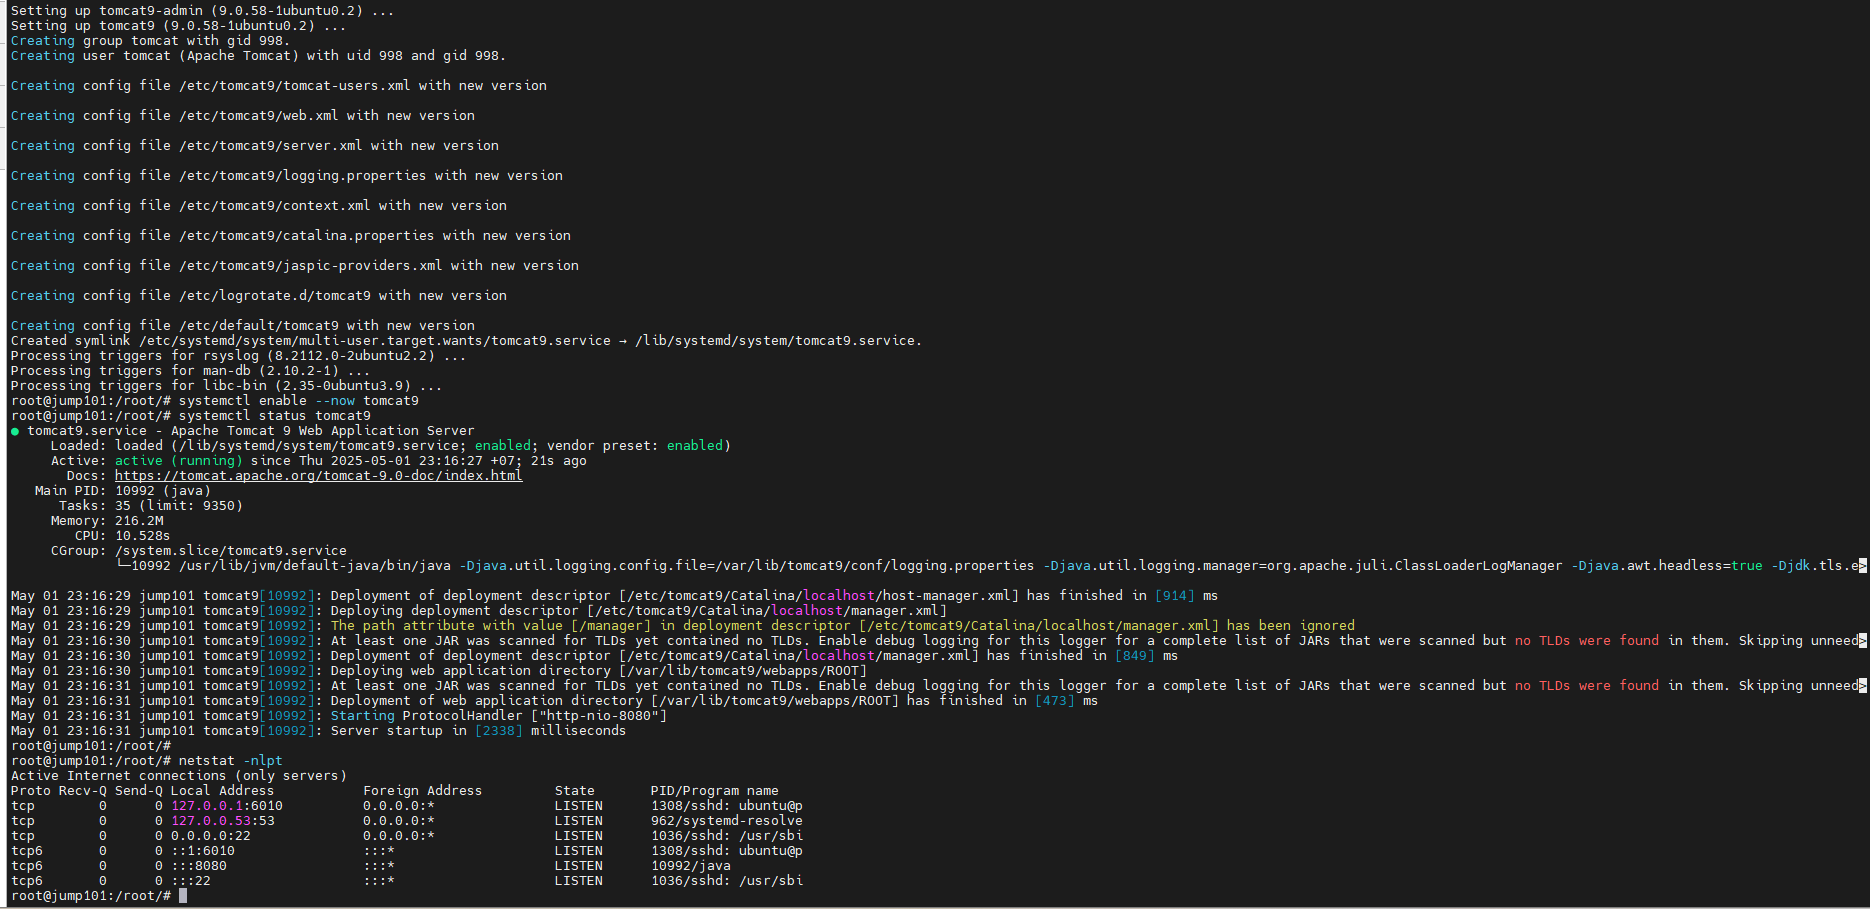 Setting up tomcat9-admin (9.0.58-1ubuntu0.2) ...
Setting up tomcat9 (9.0.58-1ubuntu0.2) ...
Creating group tomcat with gid 998.
Creating user tomcat (Apache Tomcat) with uid 998 and gid 998.
Creating config file /etc/tomcat9/tomcat-users.xml with new version
Creating config file /etc/tomcat9/web.xml with new version
Creating config file /etc/tomcat9/server.xml with new version
Creating config file /etc/tomcat9/logging.properties with new version
Creating config file /etc/tomcat9/context.xml with new version
Creating config file /etc/tomcat9/catalina.properties with new version
Creating config file /etc/tomcat9/jaspic-providers.xml with new version
Creating config file /etc/logrotate.d/tomcat9 with new version
Creating config file /etc/default/tomcat9 with new version
Created symlink /etc/systemd/system/multi-user.target.wants/tomcat9.service → /lib/systemd/system/tomcat9.service.
Processing triggers for rsyslog (8.2112.0-2ubuntu2.2) ...
Processing triggers for man-db (2.10.2-1) ...
Processing triggers for libc-bin (2.35-0ubuntu3.9) ...
root@jump101:/root/# systemctl enable --now tomcat9
root@jump101:/root/# systemctl status tomcat9
● tomcat9.service - Apache Tomcat 9 Web Application Server
Loaded: loaded (/lib/systemd/system/tomcat9.service; enabled; vendor preset: enabled)
Active: active (running) since Thu 2025-05-01 23:16:27 +07; 21s ago
Docs: https://tomcat.apache.org/tomcat-9.0-doc/index.html
Main PID: 10992 (java)
Tasks: 35 (limit: 9350)
Memory: 216.2M
CPU: 10.528s
CGroup: /system.slice/tomcat9.service
└─10992 /usr/lib/jvm/default-java/bin/java -Djava.util.logging.config.file=/var/lib/tomcat9/conf/logging.properties -Djava.util.logging.manager=org.apache.juli.ClassLoaderLogManager -Djava.awt.headless=true -Djdk.tls.e>
May 01 23:16:29 jump101 tomcat9[10992]: Deployment of deployment descriptor [/etc/tomcat9/Catalina/localhost/host-manager.xml] has finished in [914] ms
May 01 23:16:29 jump101 tomcat9[10992]: Deploying deployment descriptor [/etc/tomcat9/Catalina/localhost/manager.xml]
May 01 23:16:29 jump101 tomcat9[10992]: The path attribute with value [/manager] in deployment descriptor [/etc/tomcat9/Catalina/localhost/manager.xml] has been ignored
May 01 23:16:30 jump101 tomcat9[10992]: At least one JAR was scanned for TLDs yet contained no TLDs. Enable debug logging for this logger for a complete list of JARs that were scanned but no TLDs were found in them. Skipping unneed>
May 01 23:16:30 jump101 tomcat9[10992]: Deployment of deployment descriptor [/etc/tomcat9/Catalina/localhost/manager.xml] has finished in [849] ms
May 01 23:16:30 jump101 tomcat9[10992]: Deploying web application directory [/var/lib/tomcat9/webapps/ROOT]
May 01 23:16:31 jump101 tomcat9[10992]: At least one JAR was scanned for TLDs yet contained no TLDs. Enable debug logging for this logger for a complete list of JARs that were scanned but no TLDs were found in them. Skipping unneed>
May 01 23:16:31 jump101 tomcat9[10992]: Deployment of web application directory [/var/lib/tomcat9/webapps/ROOT] has finished in [473] ms
May 01 23:16:31 jump101 tomcat9[10992]: Starting ProtocolHandler ["http-nio-8080"]
May 01 23:16:31 jump101 tomcat9[10992]: Server startup in [2338] milliseconds
root@jump101:/root/#
root@jump101:/root/# netstat -nlpt
Active Internet connections (only servers)
Proto Recv-Q Send-Q Local Address Foreign Address State PID/Program name
tcp 0 0 127.0.0.1:6010 0.0.0.0:* LISTEN 1308/sshd: ubuntu@p
tcp 0 0 127.0.0.53:53 0.0.0.0:* LISTEN 962/systemd-resolve
tcp 0 0 0.0.0.0:22 0.0.0.0:* LISTEN 1036/sshd: /usr/sbi
tcp6 0 0 ::1:6010 :::* LISTEN 1308/sshd: ubuntu@p
tcp6 0 0 :::8080 :::* LISTEN 10992/java
tcp6 0 0 :::22 :::* LISTEN 1036/sshd: /usr/sbi
root@jump101:/root/#